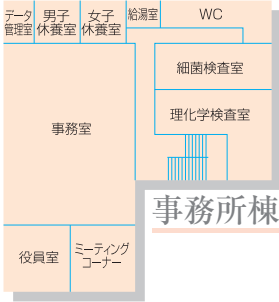 データ
管理室
男子
休養室
女子
休養室
給湯室
WC
細菌検査室
理化学検査室
事務室
事務所棟
役員室
ミーティング
コーナー